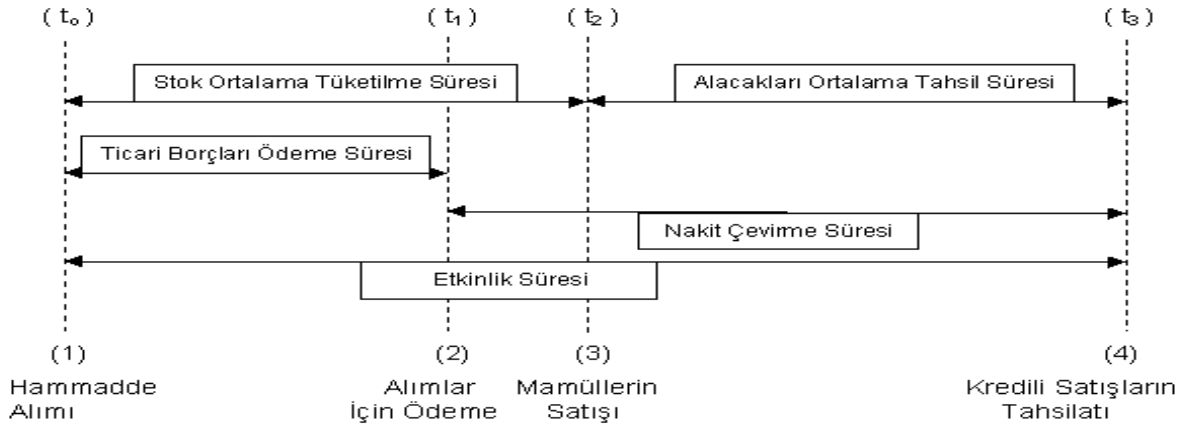 ( t₀ ) ( t₁ ) ( t₂ ) ( t₃ )
Stok Ortalama Tüketilme Süresi
Alacakları Ortalama Tahsil Süresi
Ticari Borçları Ödeme Süresi
Nakit Çevirme Süresi
Etkinlik Süresi
(1) (2) (3) (4)
Hammadde Alımlar Mamüllerin Kredili Satışların
Alımı İçin Ödeme Satışı Tahsilatı